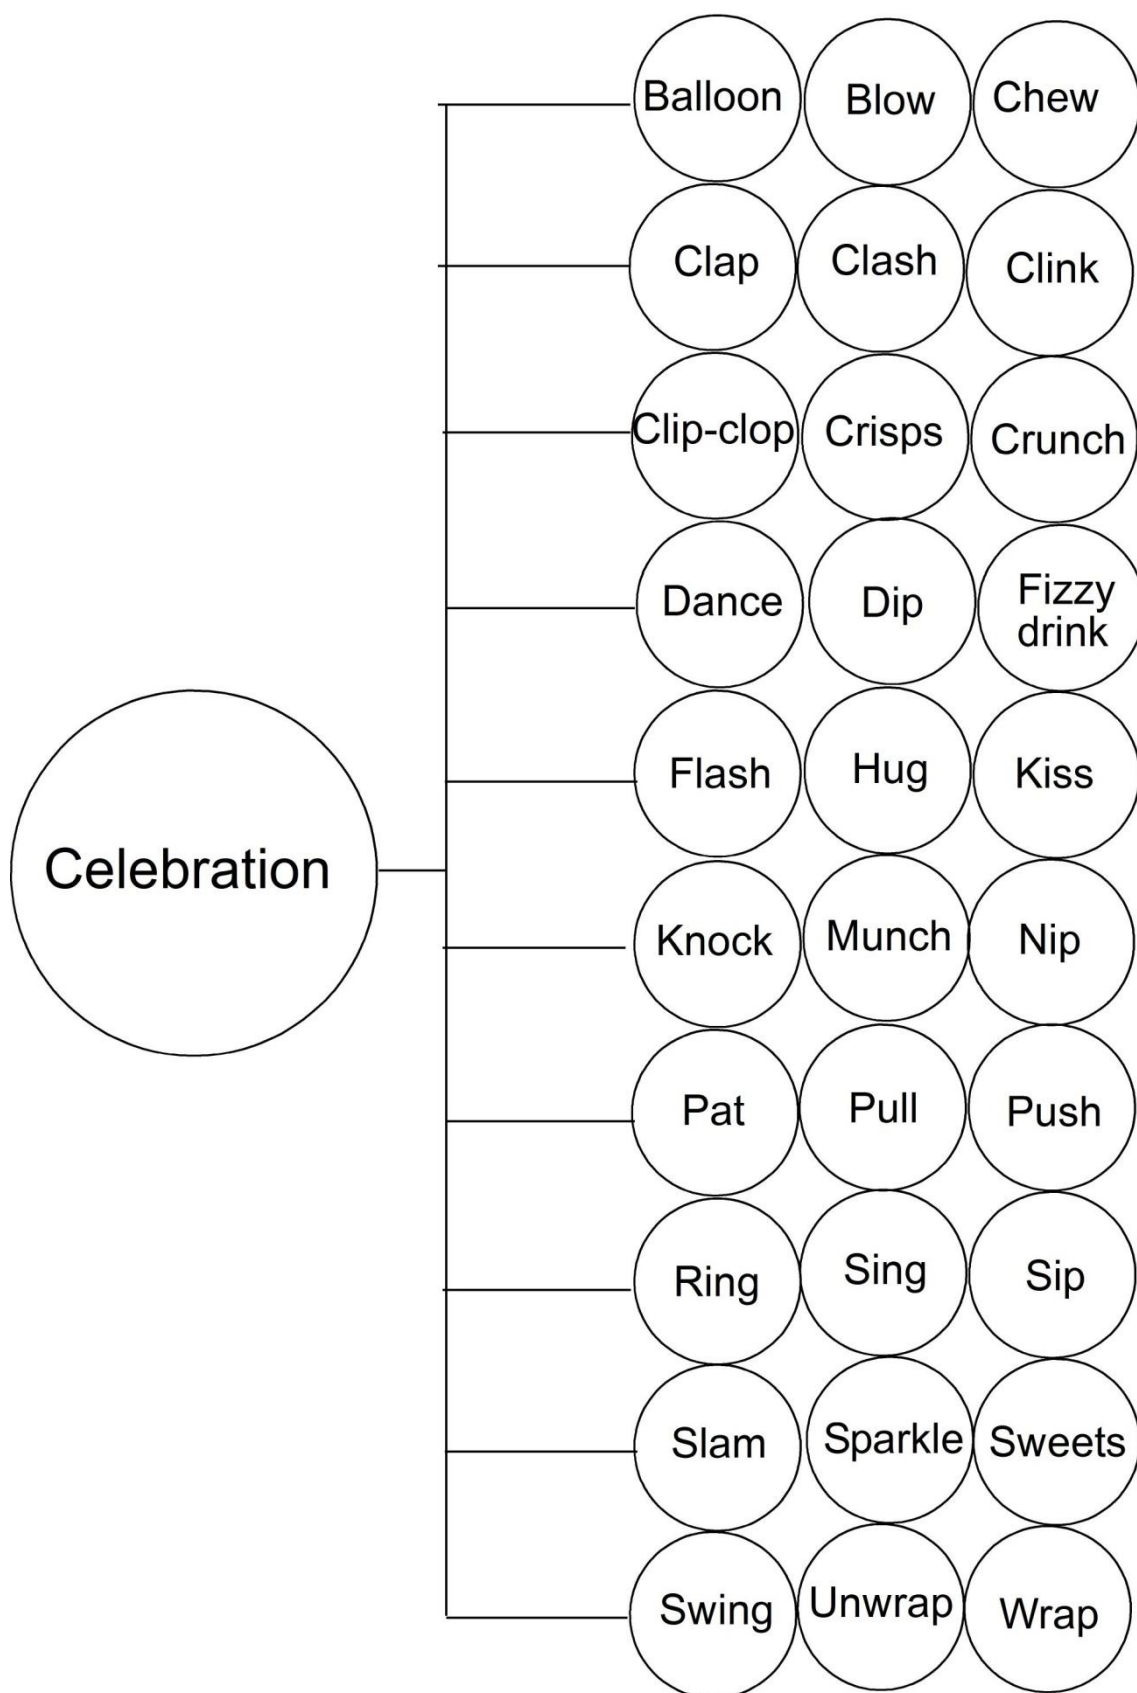 Balloon Blow Chew
Clap Clash Clink
Clip-clop Crisps Crunch
Dance Dip Fizzy
drink
Flash Hug Kiss
Celebration
Knock Munch Nip
Pat Pull Push
Ring Sing Sip
Slam Sparkle Sweets
Swing Unwrap Wrap